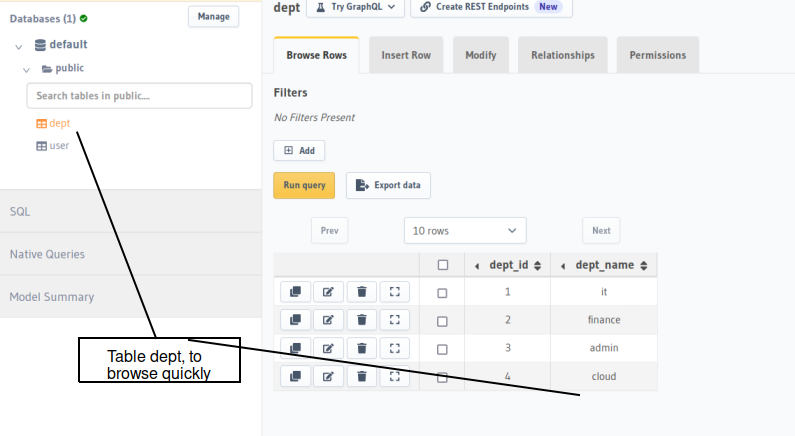 Databases (1)
Manage
default
public
Search tables in public...
dept
user
SQL
Native Queries
Model Summary
dept
Try GraphQL
Create REST Endpoints New
Browse Rows
Insert Row
Modify
Relationships
Permissions
Filters
No Filters Present
Add
Run query
Export data
Prev
10 rows
Next
dept_id dept_name
1 it
2 finance
3 admin
4 cloud
Table dept, to
browse quickly